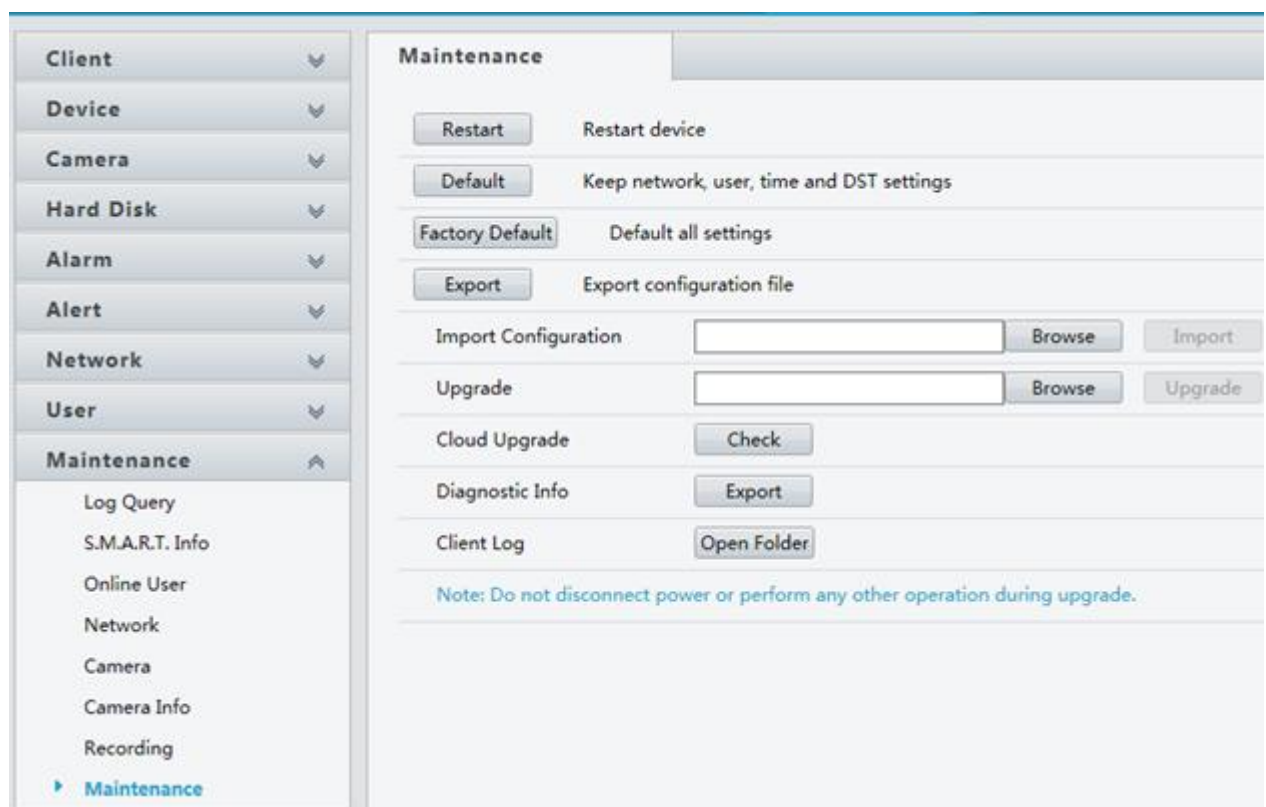 Client
Device
Camera
Hard Disk
Alarm
Alert
Network
User
Maintenance
Log Query
S.M.A.R.T. Info
Online User
Network
Camera
Camera Info
Recording
Maintenance
Maintenance
Restart Restart device
Default Keep network, user, time and DST settings
Factory Default Default all settings
Export Export configuration file
Import Configuration Browse Import
Upgrade Browse Upgrade
Cloud Upgrade Check
Diagnostic Info Export
Client Log Open Folder
Note: Do not disconnect power or perform any other operation during upgrade.